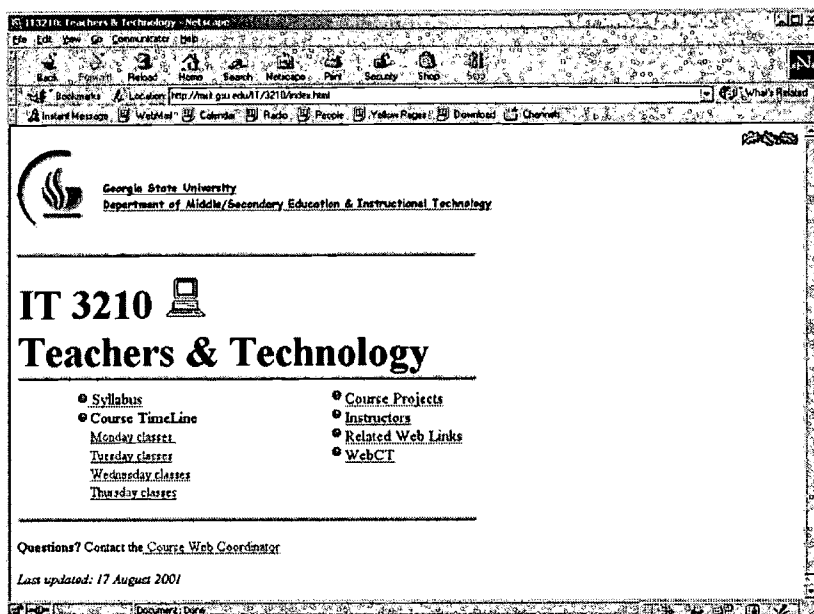 IT3210: Teachers & Technology - Netscape
File Edit View Go Communicator Help
Back Forward Reload Home Search Netscape Print Security Shop Stop
Bookmarks Location: http://msit.gsu.edu/IT/3210/index.html What's Related
Instant Message WebMail Calendar Radio People Yellow Pages Download Channels
Georgia State University
Department of Middle/Secondary Education & Instructional Technology
IT 3210
Teachers & Technology
Syllabus
Course TimeLine
Monday classes
Tuesday classes
Wednesday classes
Thursday classes
Course Projects
Instructors
Related Web Links
WebCT
Questions? Contact the Course Web Coordinator
Last updated: 17 August 2001
Document: Done